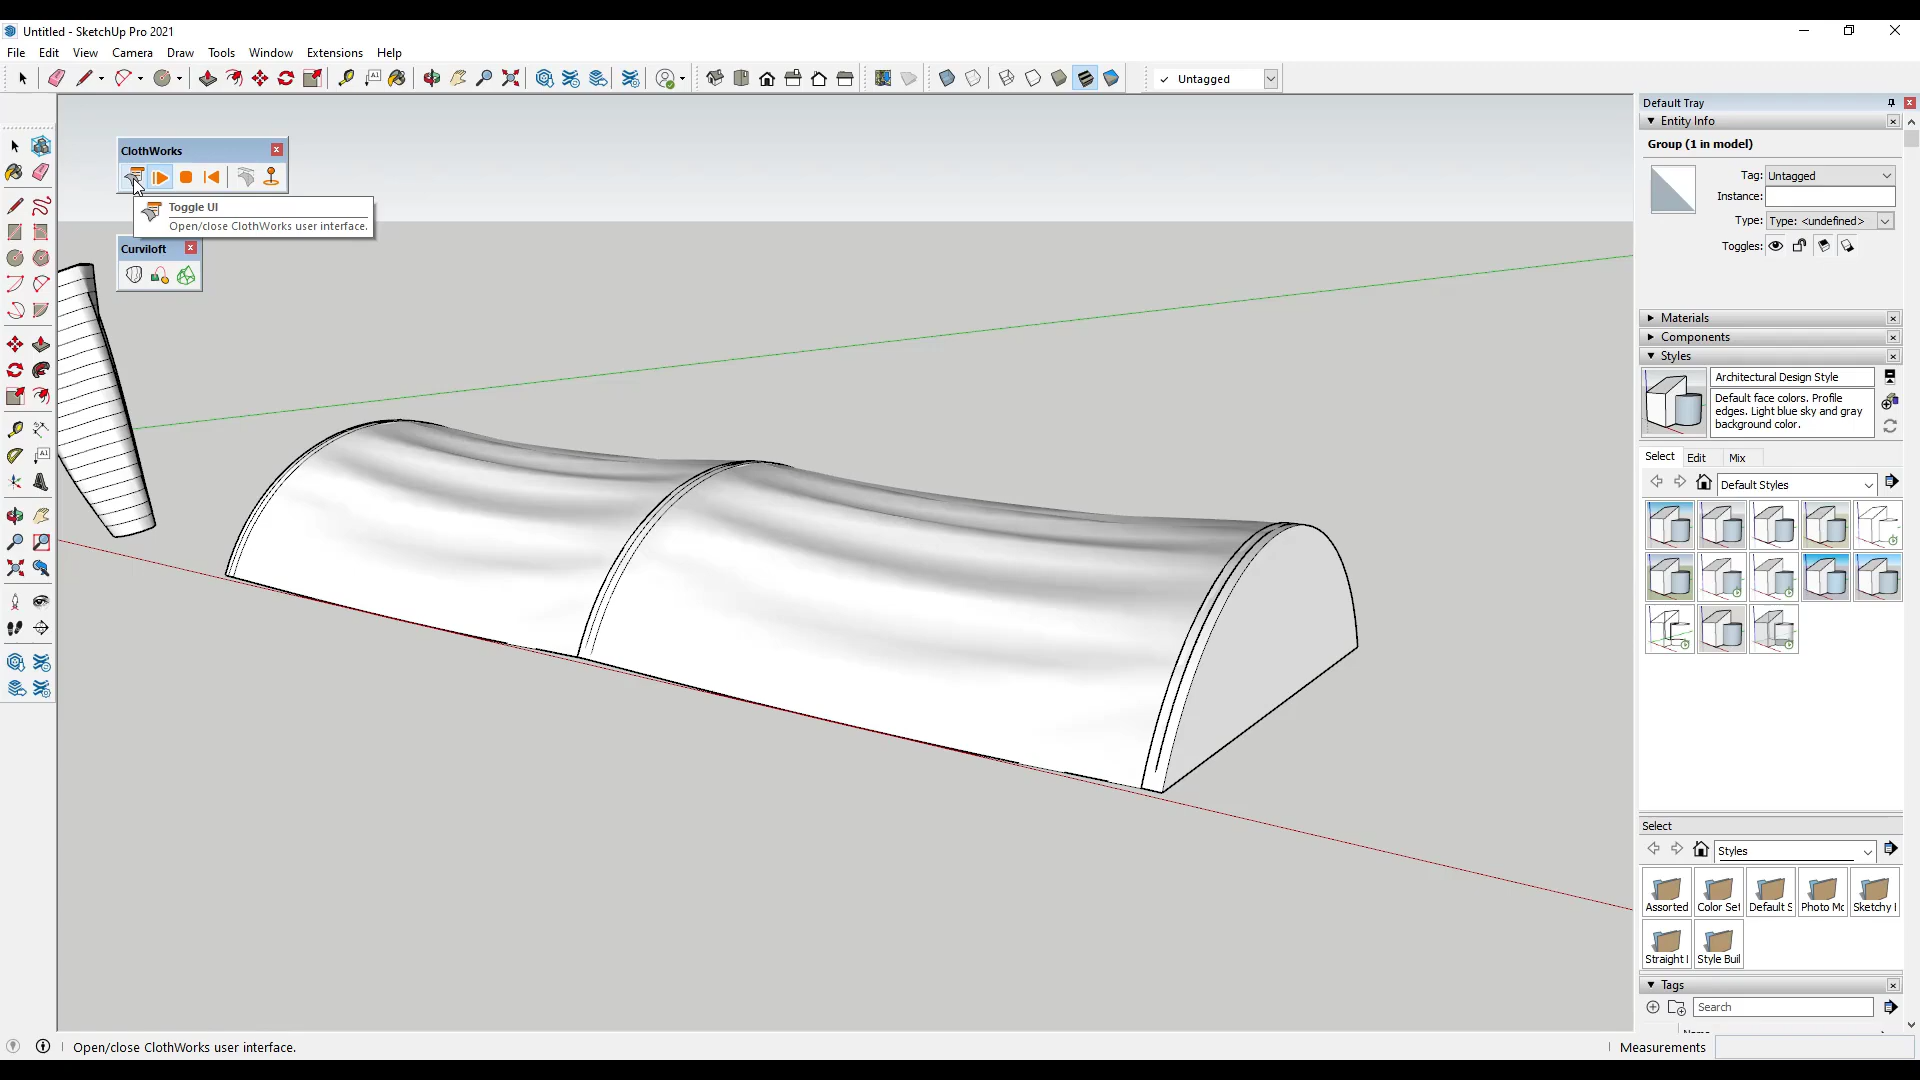 Untitled - SketchUp Pro 2021
File Edit View Camera Draw Tools Window Extensions Help
Untagged
Default Tray
Entity Info
Group (1 in model)
Tag: Untagged
Instance:
Type: Type: <undefined>
Toggles:
ClothWorks
Toggle UI
Open/close ClothWorks user interface.
Curviloft
Materials
Components
Styles
Architectural Design Style
Default face colors. Profile
edges. Light blue sky and gray
background color.
Select Edit Mix
Default Styles
Select
Styles
Assorted Color Set Default S Photo Mo Sketchy I
Straight l Style Buil
Tags
Search
Open/close ClothWorks user interface.
Measurements